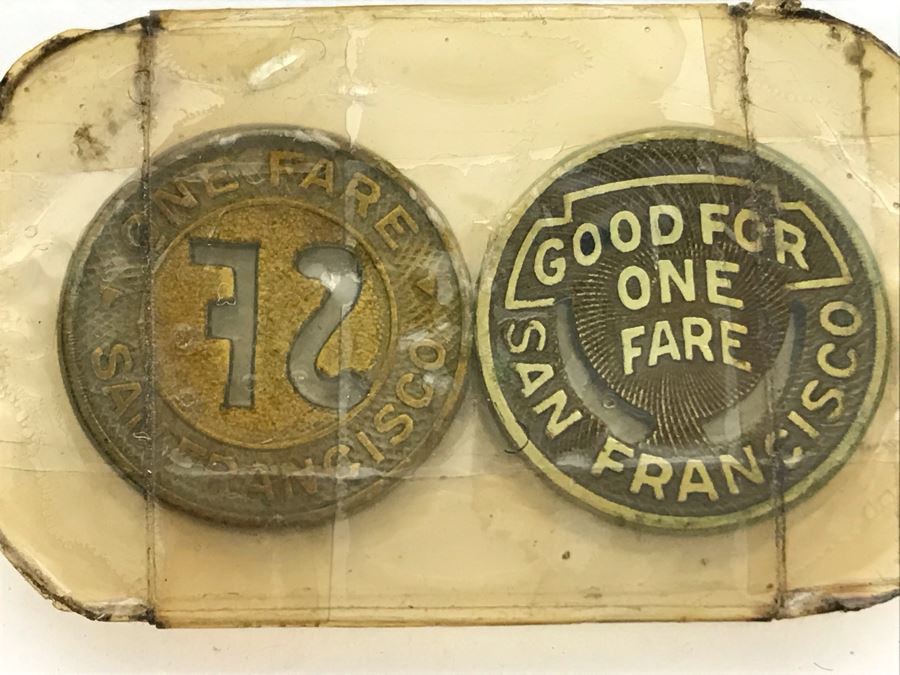 ONE FARE
SF
SAN FRANCISCO
GOOD FOR
ONE
FARE
SAN FRANCISCO